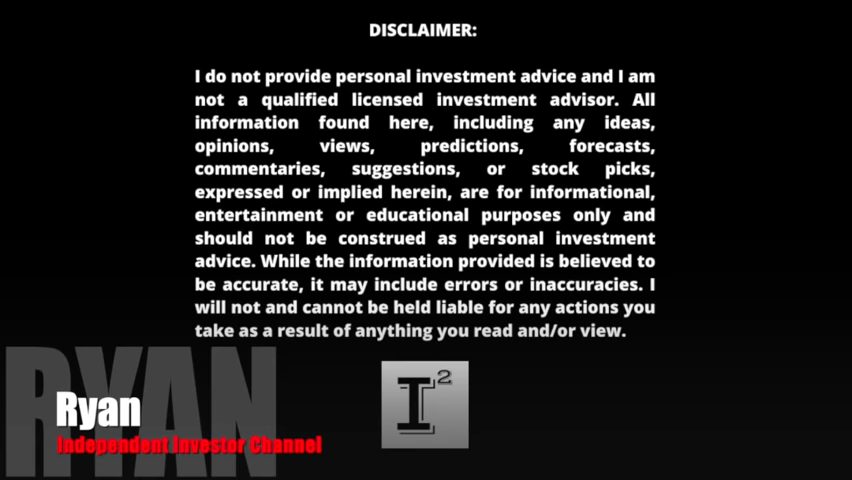 DISCLAIMER:
I do not provide personal investment advice and I am
not a qualified licensed investment advisor. All
information found here, including any ideas,
opinions, views, predictions, forecasts,
commentaries, suggestions, or stock picks,
expressed or implied herein, are for informational,
entertainment or educational purposes only and
should not be construed as personal investment
advice. While the information provided is believed to
be accurate, it may include errors or inaccuracies. I
will not and cannot be held liable for any actions you
take as a result of anything you read and/or view.
I²
RYAN
Ryan
Independent Investor Channel